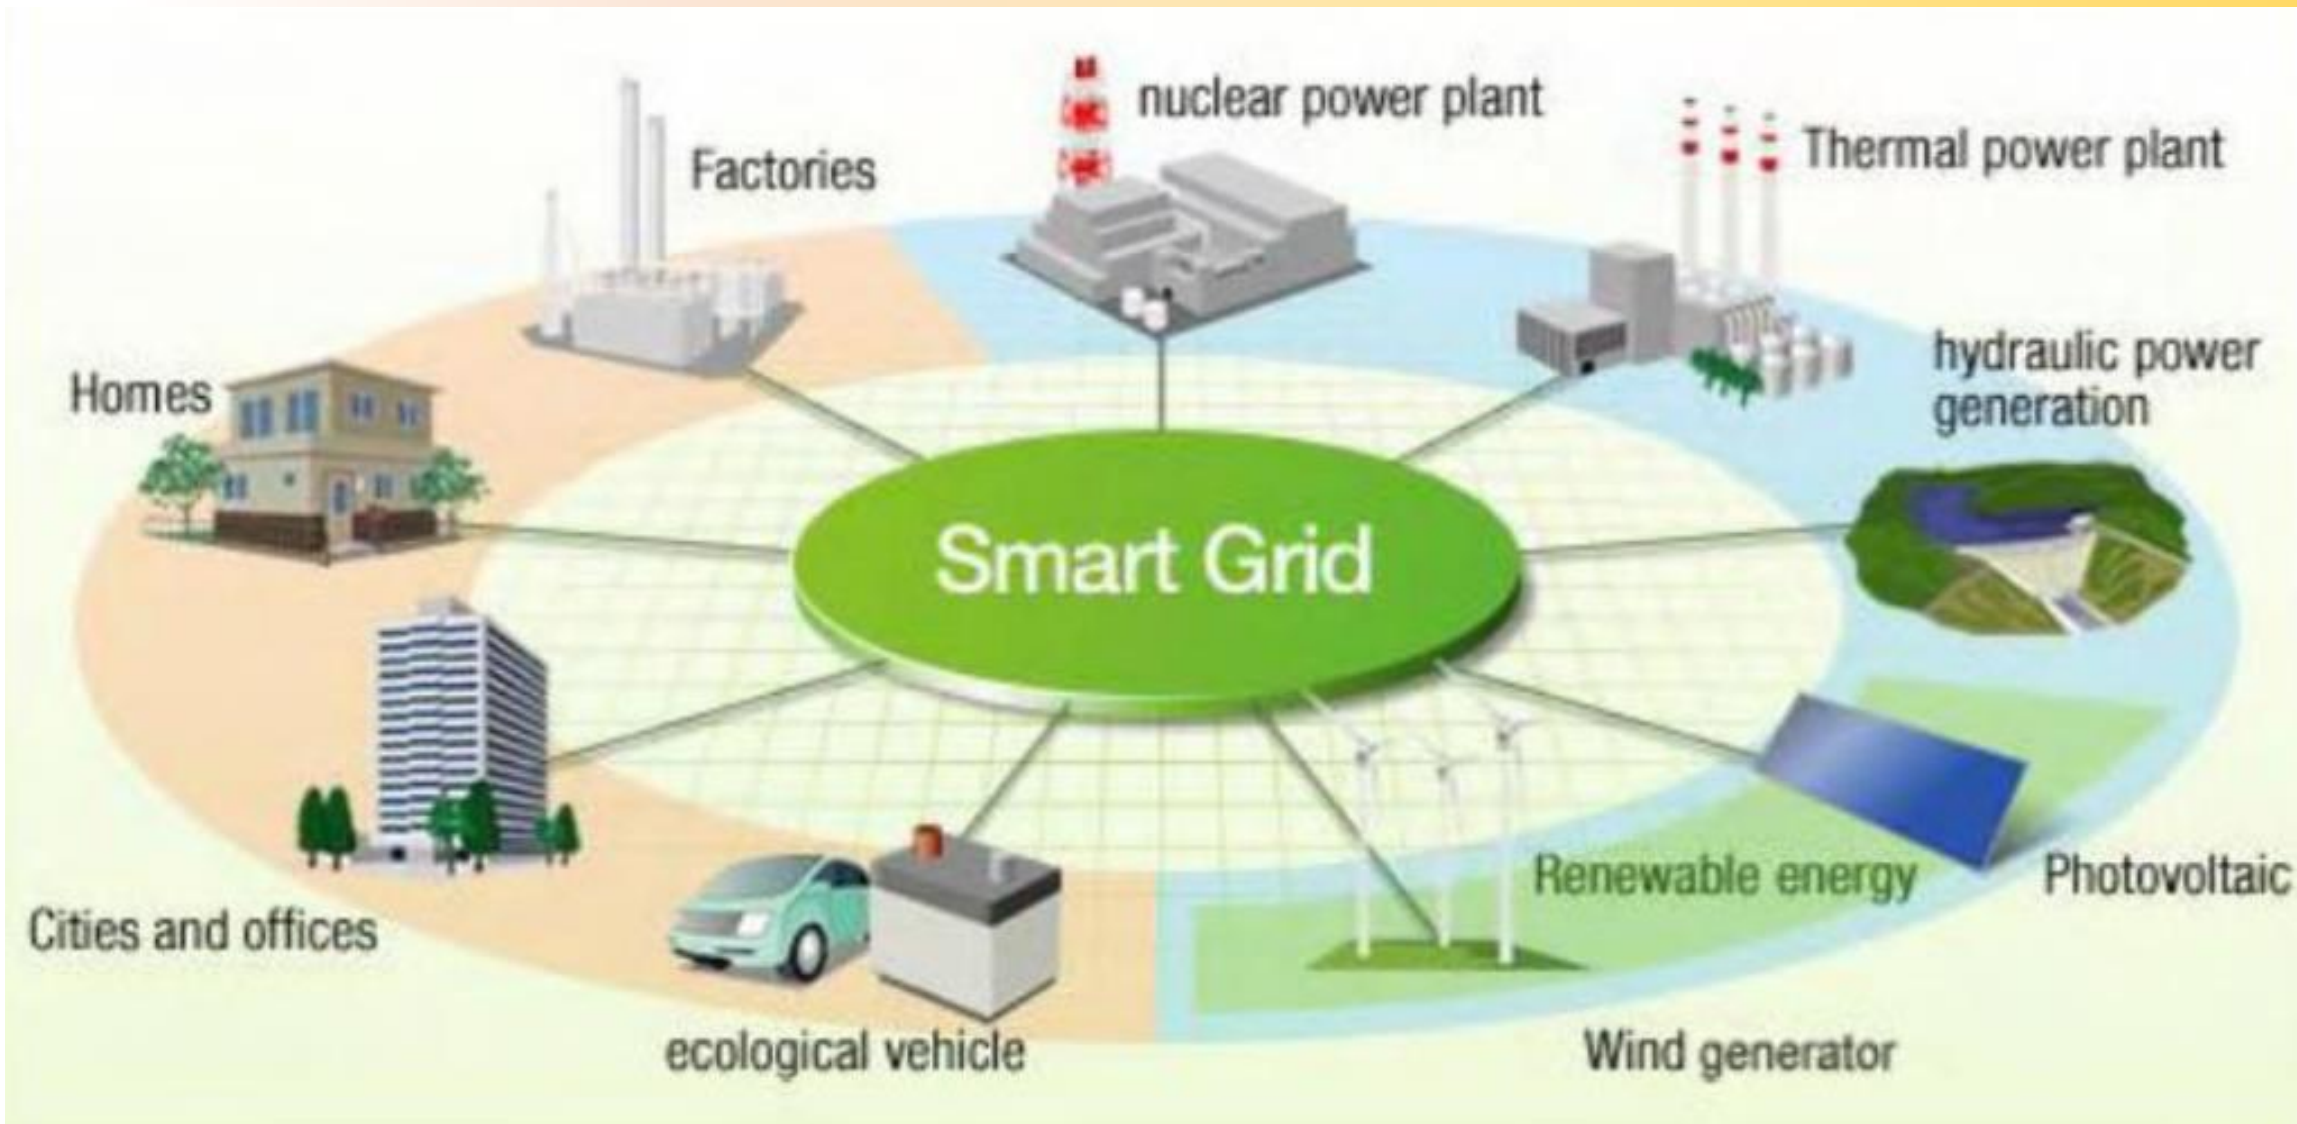 nuclear power plant
Factories
Thermal power plant
hydraulic power
generation
Homes
Smart Grid
Renewable energy
Photovoltaic
Cities and offices
ecological vehicle
Wind generator